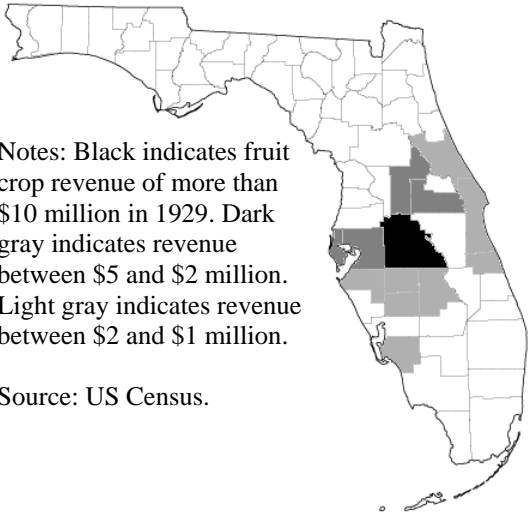 Notes: Black indicates fruit
crop revenue of more than
$10 million in 1929. Dark
gray indicates revenue
between $5 and $2 million.
Light gray indicates revenue
between $2 and $1 million.
Source: US Census.